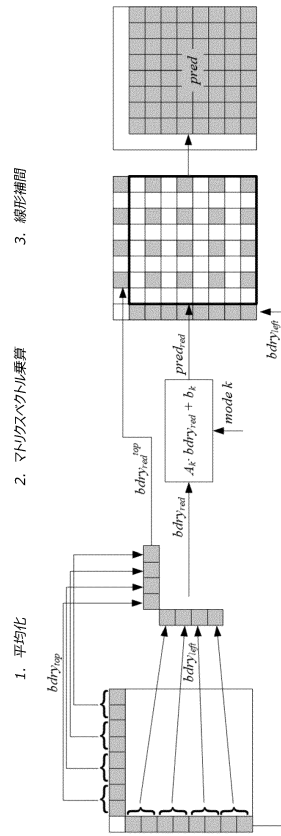 1. 平均化
2. マトリクスベクトル乗算
3. 線形補間
bdry_top
bdry_left
bdry_red^top
bdry_red
A_k · bdry_red + b_k
mode k
pred_red
bdry_left
pred